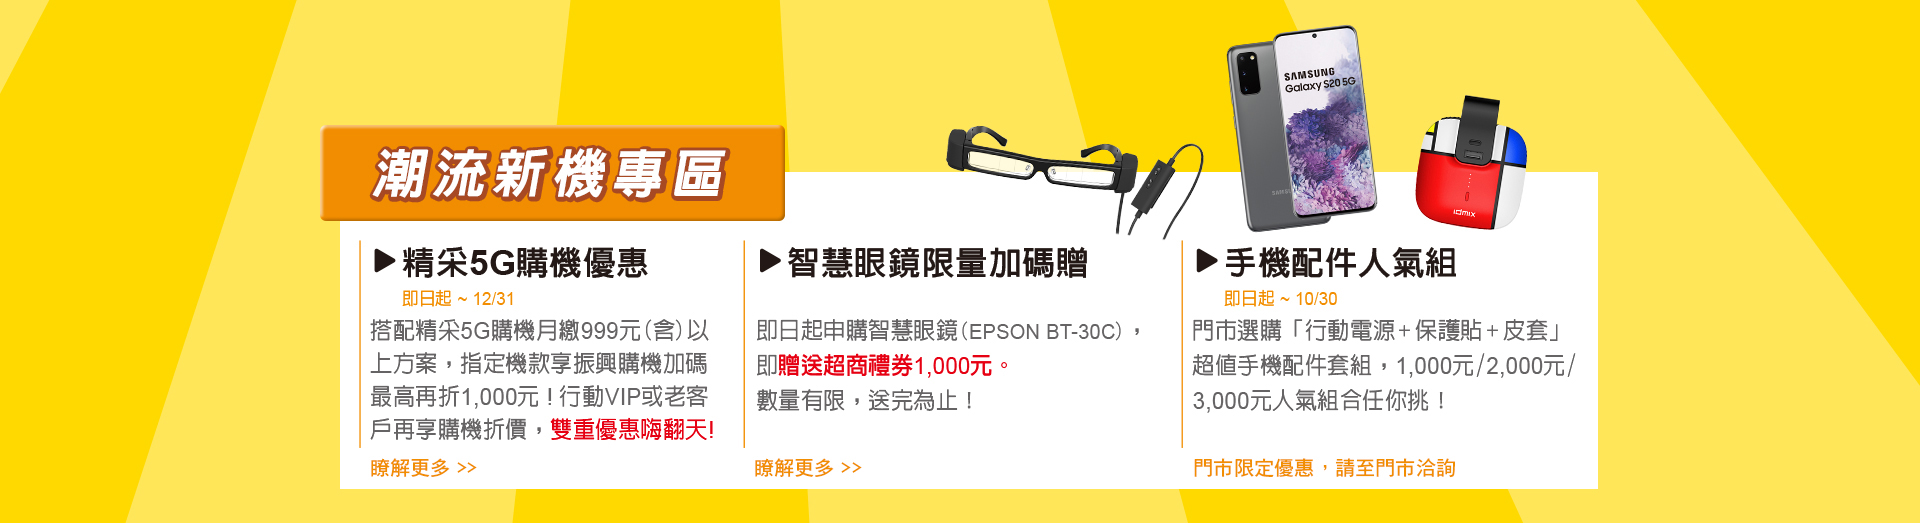 SAMSUNG
Galaxy S20 5G
idmix
潮流新機專區
▶精采5G購機優惠
即日起 ~ 12/31
搭配精采5G購機月繳999元(含)以
上方案，指定機款享振興購機加碼
最高再折1,000元！行動VIP或老客
戶再享購機折價，雙重優惠嗨翻天!
瞭解更多 >>
▶智慧眼鏡限量加碼贈
即日起申購智慧眼鏡(EPSON BT-30C)，
即贈送超商禮券1,000元。
數量有限，送完為止！
瞭解更多 >>
▶手機配件人氣組
即日起 ~ 10/30
門市選購「行動電源+保護貼+皮套」
超值手機配件套組，1,000元/2,000元/
3,000元人氣組合任你挑！
門市限定優惠，請至門市洽詢